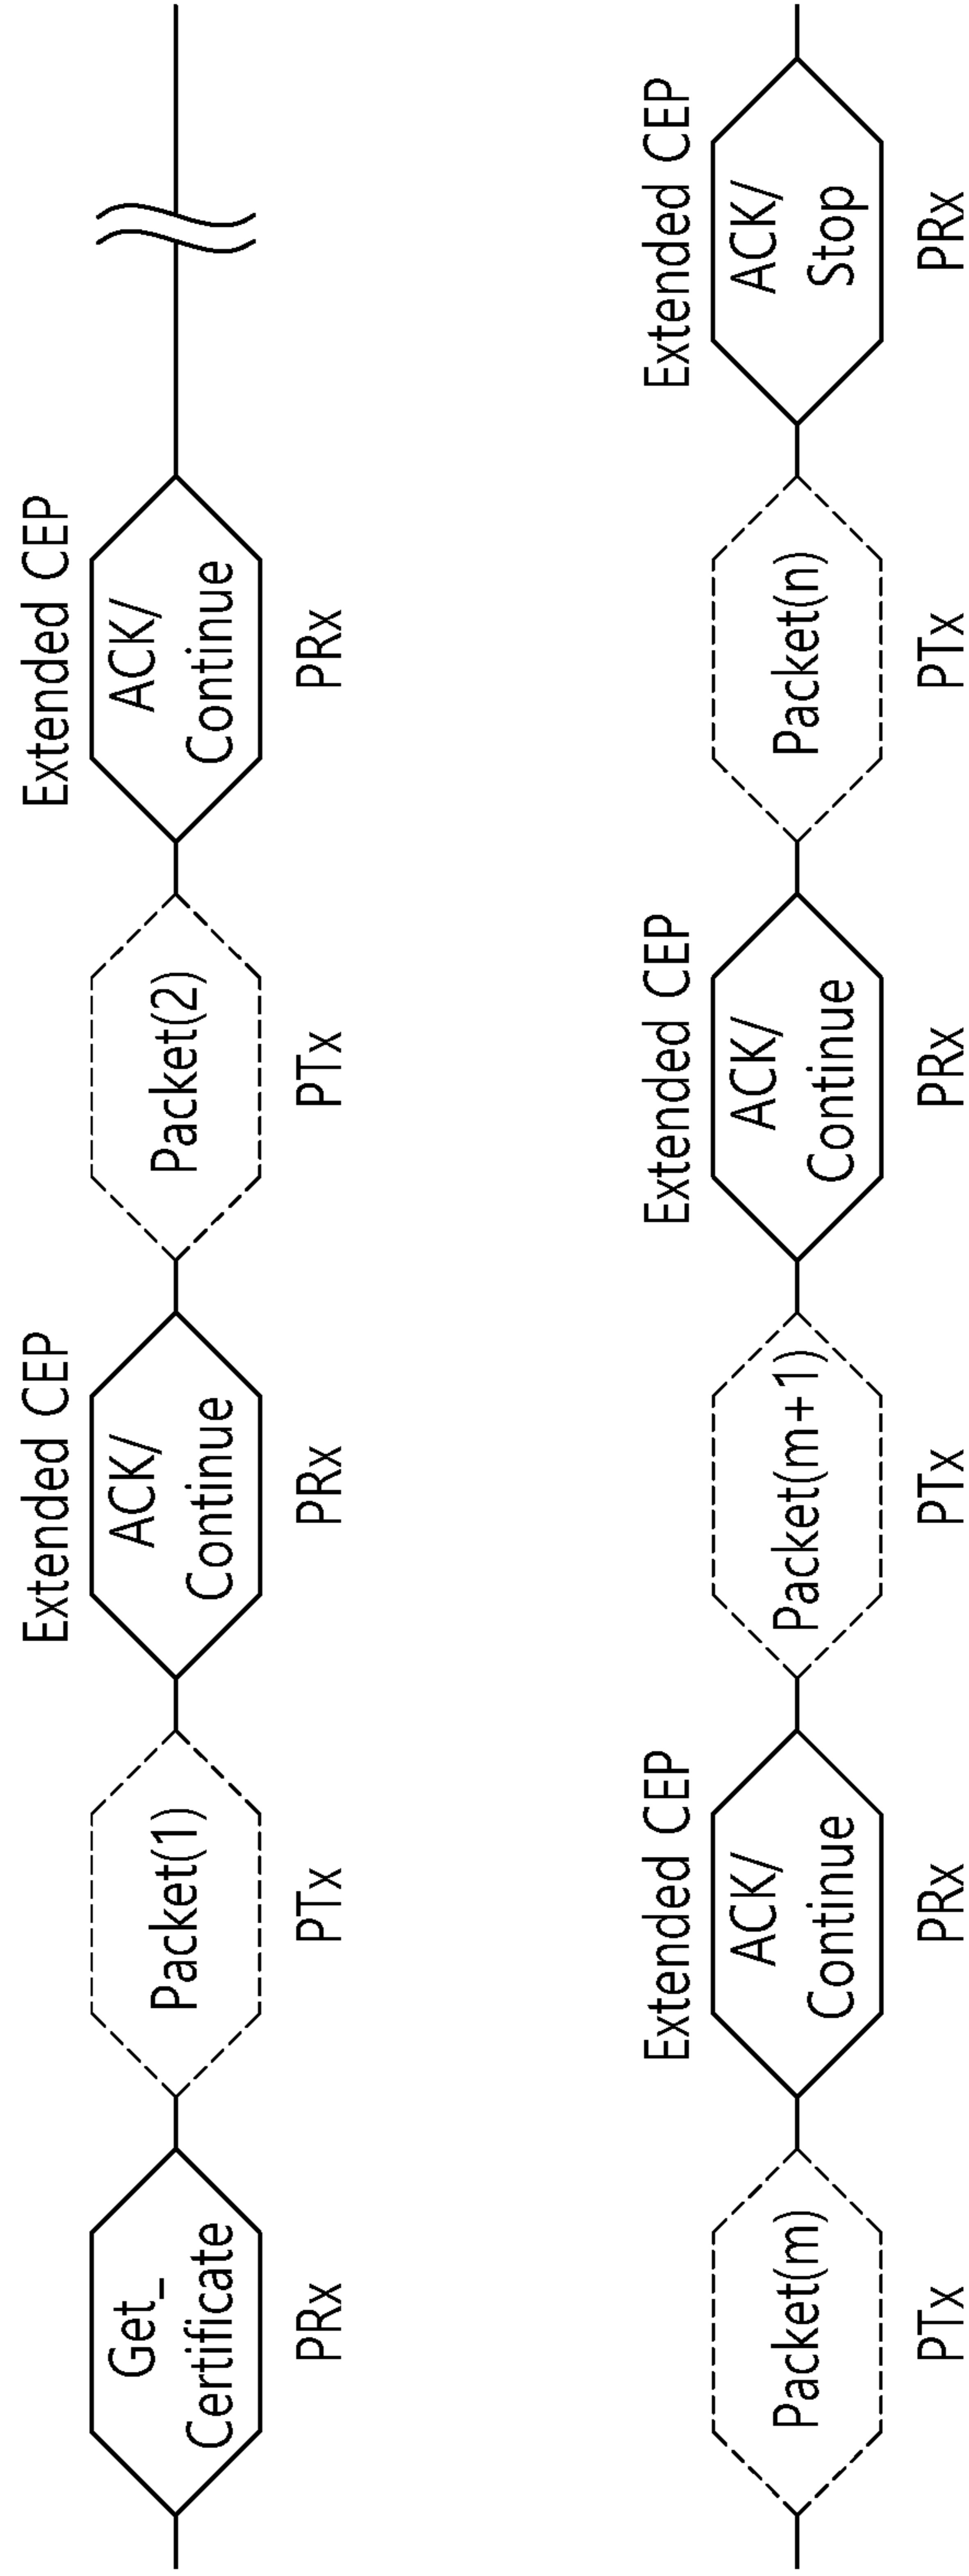 Extended CEP
Extended CEP
Get_
Certificate
Packet(1)
ACK/
Continue
Packet(2)
ACK/
Continue
PRx
PTx
PRx
PTx
PRx
Extended CEP
Extended CEP
Extended CEP
Packet(m)
ACK/
Continue
Packet(m+1)
ACK/
Continue
Packet(n)
ACK/
Stop
PTx
PRx
PTx
PRx
PTx
PRx